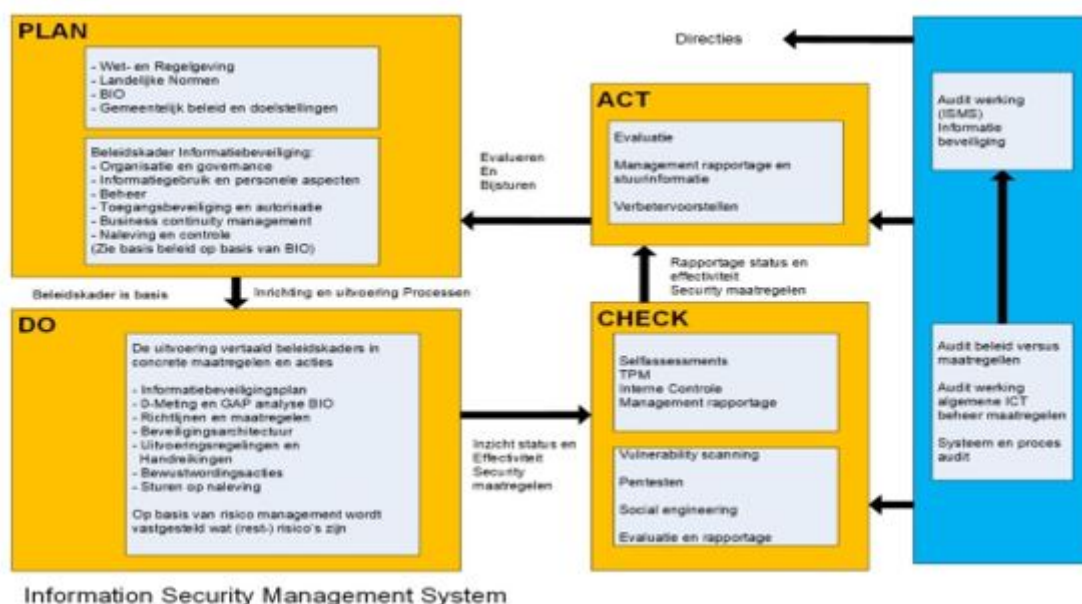 PLAN
- Wet- en Regelgeving
- Landelijke Normen
- BIO
- Gemeentelijk beleid en doelstellingen
Beleidskader Informatiebeveiliging:
- Organisatie en governance
- Informatiegebruik en personele aspecten
- Beheer
- Toegangsbeveiliging en autorisatie
- Business continuity management
- Naleving en controle
(Zie basis beleid op basis van BIO)
Beleidskader is basis
Inrichting en uitvoering Processen
DO
De uitvoering vertaald beleidskaders in
concrete maatregelen en acties
- Informatiebeveiligingsplan
- 0-Meting en GAP analyse BIO
- Richtlijnen en maatregelen
- Beveiligingsarchitectuur
- Uitvoeringsregelingen en
Handreikingen
- Bewustwordingsacties
- Sturen op naleving
Op basis van risico management wordt
vastgesteld wat (rest-) risico's zijn
Inzicht status en
Effectiviteit
Security
maatregelen
CHECK
Selfassessments
TPM
Interne Controle
Management rapportage
Vulnerability scanning
Pentesten
Social engineering
Evaluatie en rapportage
Rapportage status en
effectiviteit
Security maatregelen
ACT
Evaluatie
Management rapportage en
stuurinformatie
Verbetervoorstellen
Evalueren
En
Bijsturen
Directies
Audit werking
(ISMS)
Informatie
beveiliging
Audit beleid versus
maatregellen
Audit werking
algemene ICT
beheer maatregelen
Systeem en proces
audit
Information Security Management System